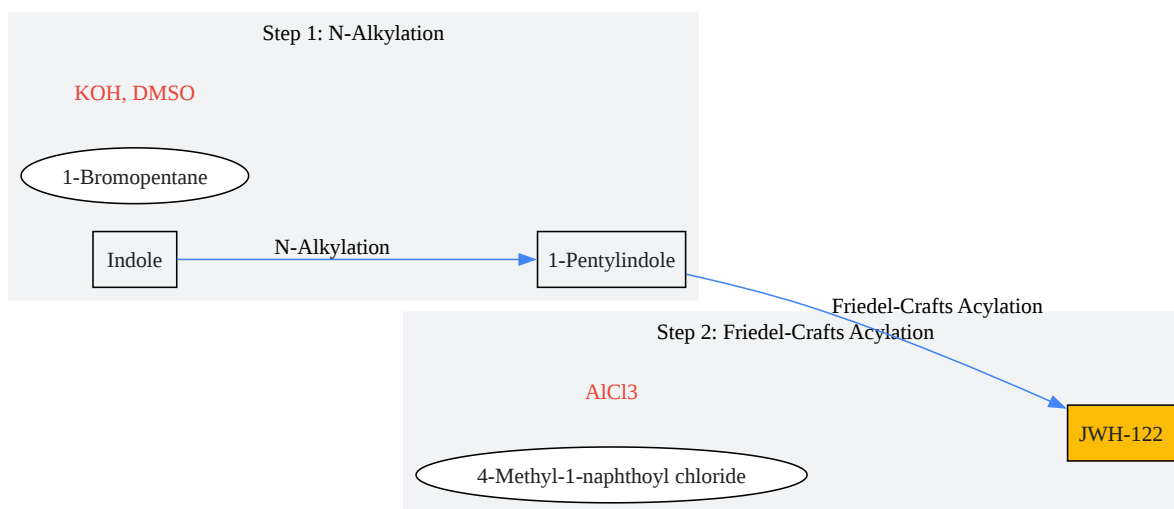 Step 1: N-Alkylation
KOH, DMSO
1-Bromopentane
Indole
N-Alkylation
1-Pentylindole
Friedel-Crafts Acylation
Step 2: Friedel-Crafts Acylation
AlCl3
JWH-122
4-Methyl-1-naphthoyl chloride